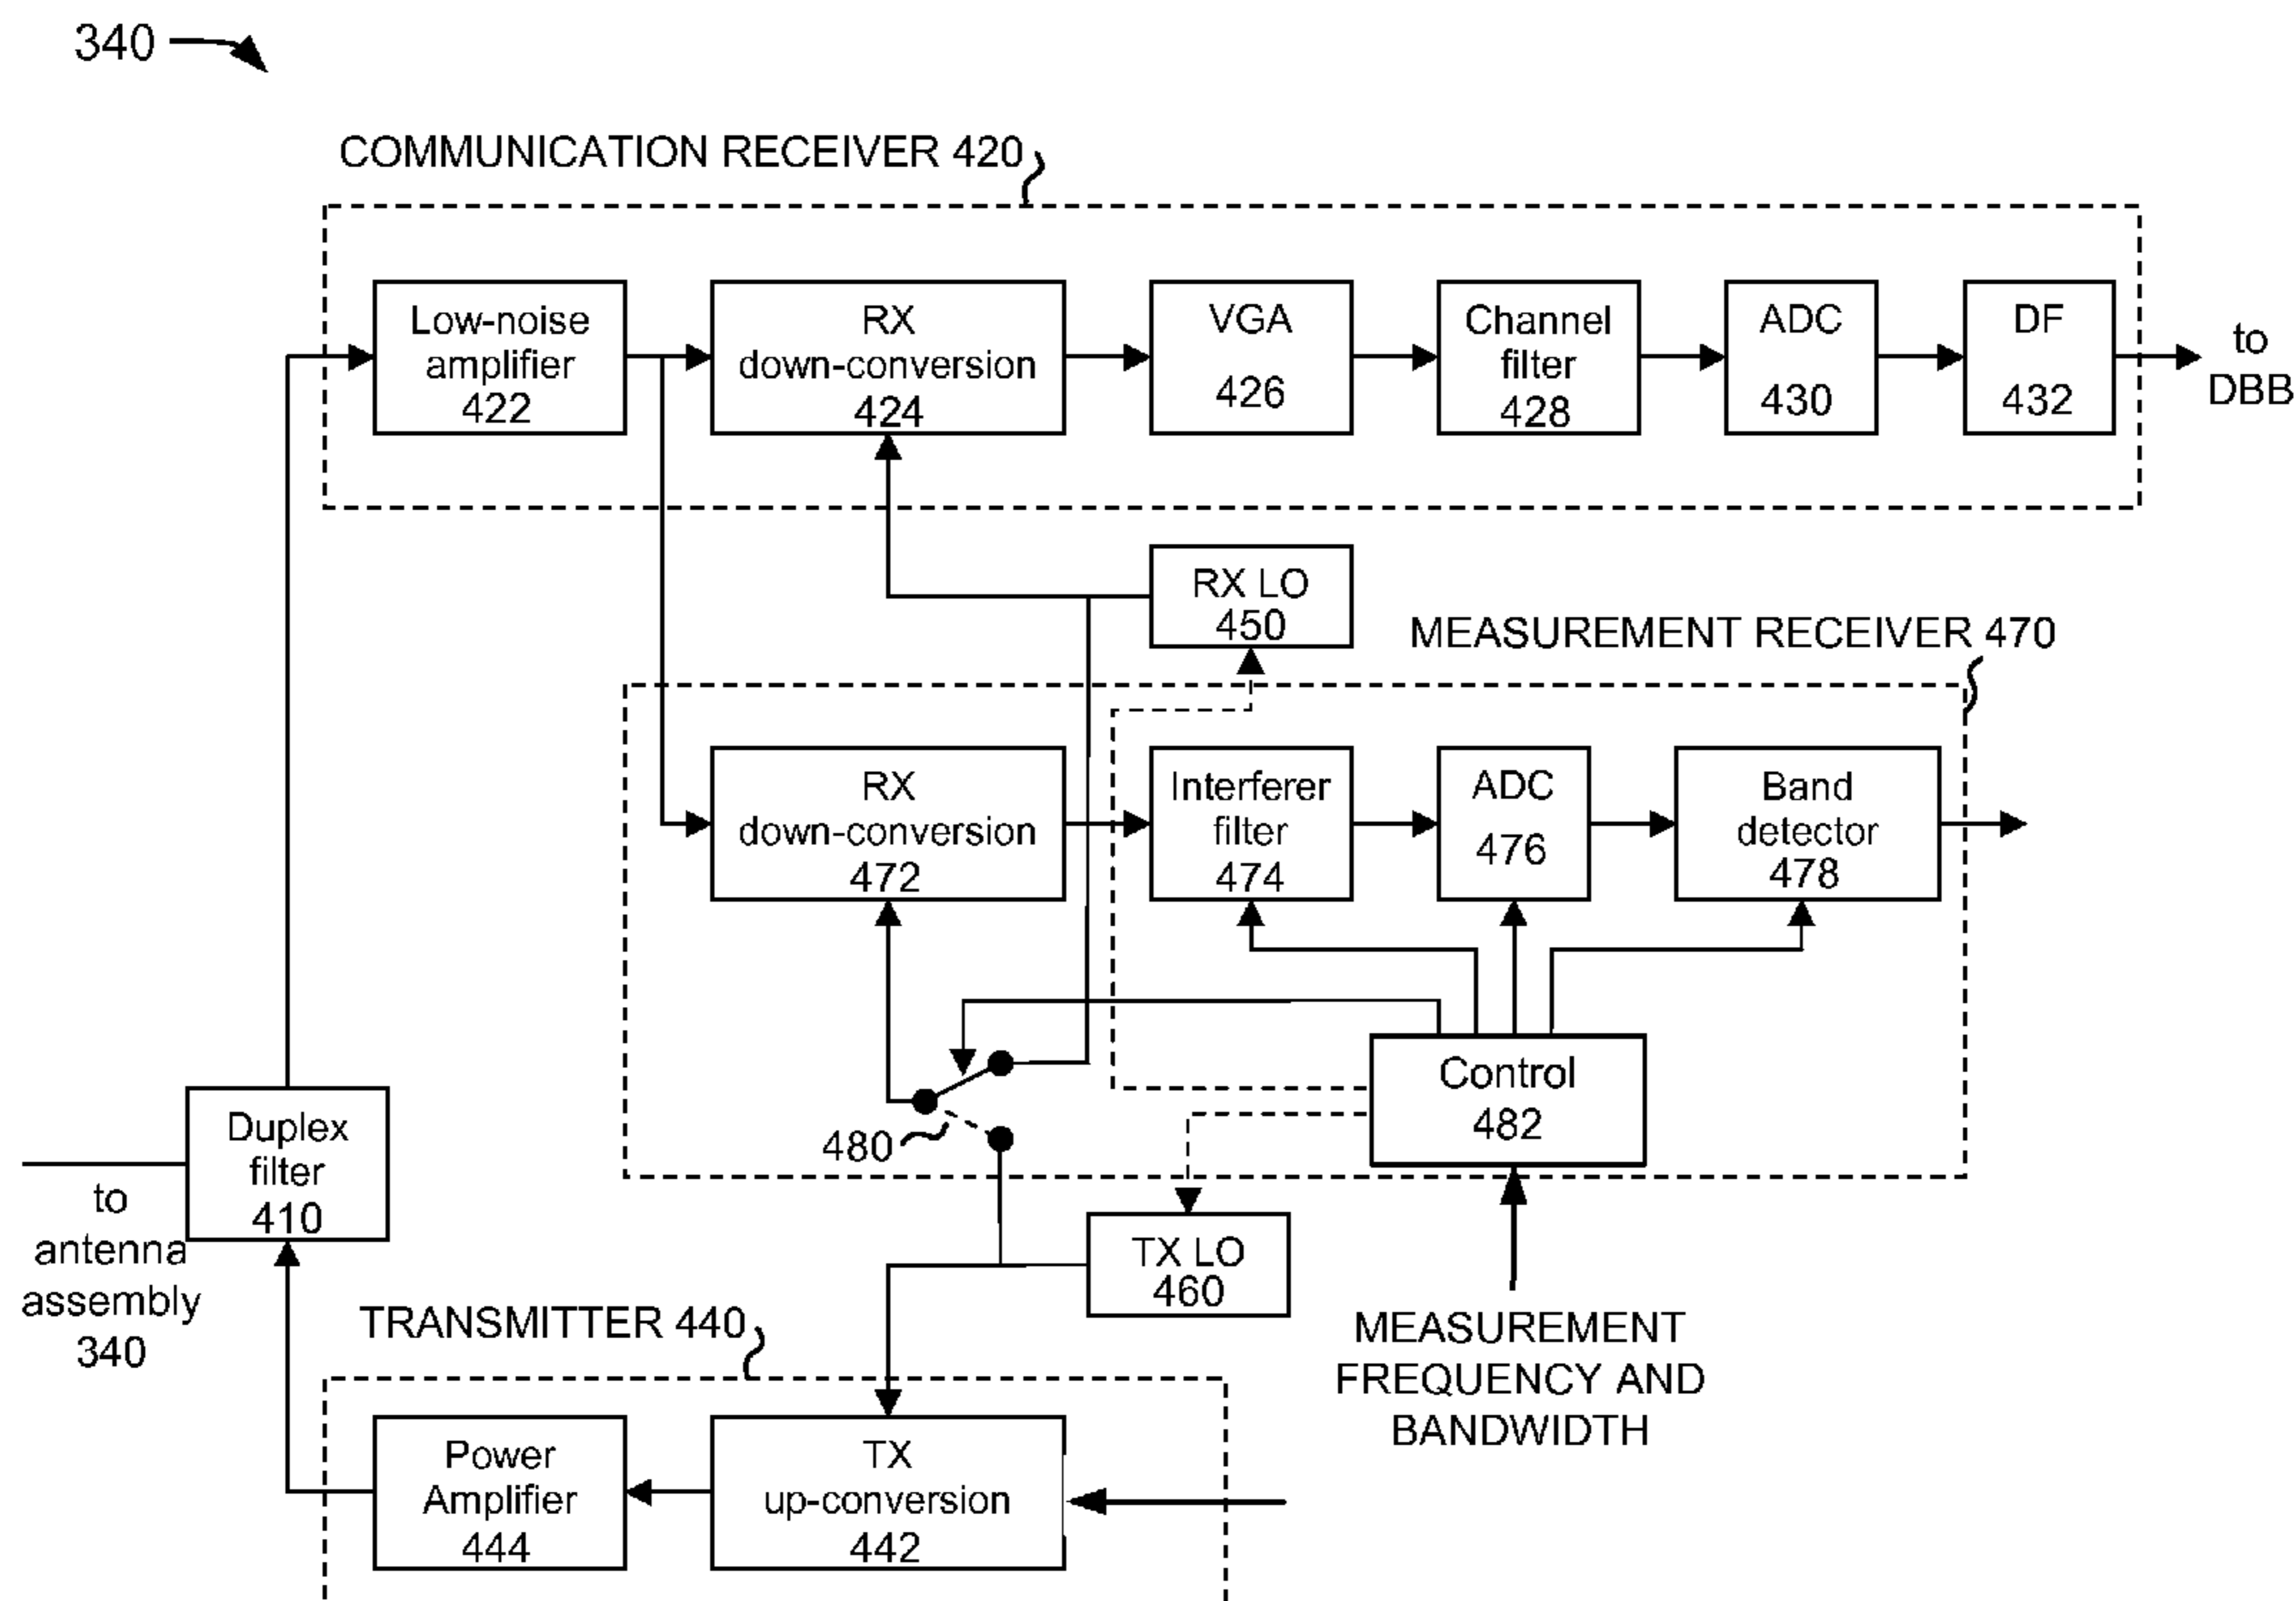 340
COMMUNICATION RECEIVER 420
Low-noise
amplifier
422
RX
down-conversion
424
VGA
426
Channel
filter
428
ADC
430
DF
432
to
DBB
RX LO
450
MEASUREMENT RECEIVER 470
RX
down-conversion
472
Interferer
filter
474
ADC
476
Band
detector
478
Control
482
480
Duplex
filter
410
to
antenna
assembly
340
TX LO
460
MEASUREMENT
FREQUENCY AND
BANDWIDTH
TRANSMITTER 440
Power
Amplifier
444
TX
up-conversion
442